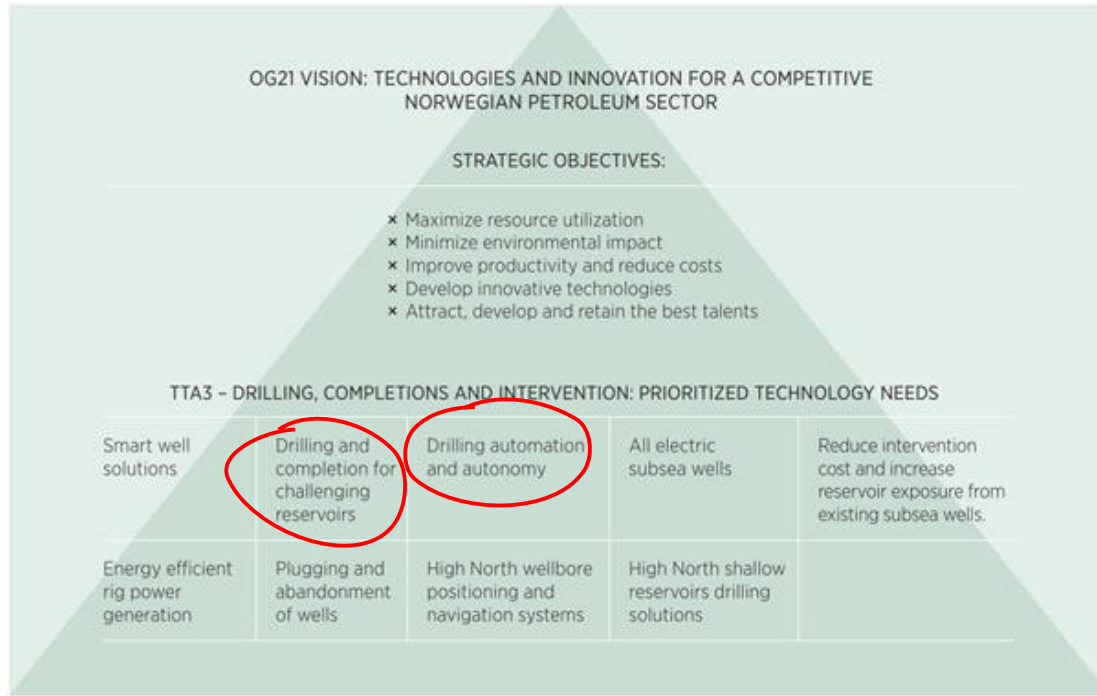 OG21 VISION: TECHNOLOGIES AND INNOVATION FOR A COMPETITIVE
NORWEGIAN PETROLEUM SECTOR
STRATEGIC OBJECTIVES:
× Maximize resource utilization
× Minimize environmental impact
× Improve productivity and reduce costs
× Develop innovative technologies
× Attract, develop and retain the best talents
TTA3 – DRILLING, COMPLETIONS AND INTERVENTION: PRIORITIZED TECHNOLOGY NEEDS
Smart well
solutions
Drilling and
completion for
challenging
reservoirs
Drilling automation
and autonomy
All electric
subsea wells
Reduce intervention
cost and increase
reservoir exposure from
existing subsea wells.
Energy efficient
rig power
generation
Plugging and
abandonment
of wells
High North wellbore
positioning and
navigation systems
High North shallow
reservoirs drilling
solutions